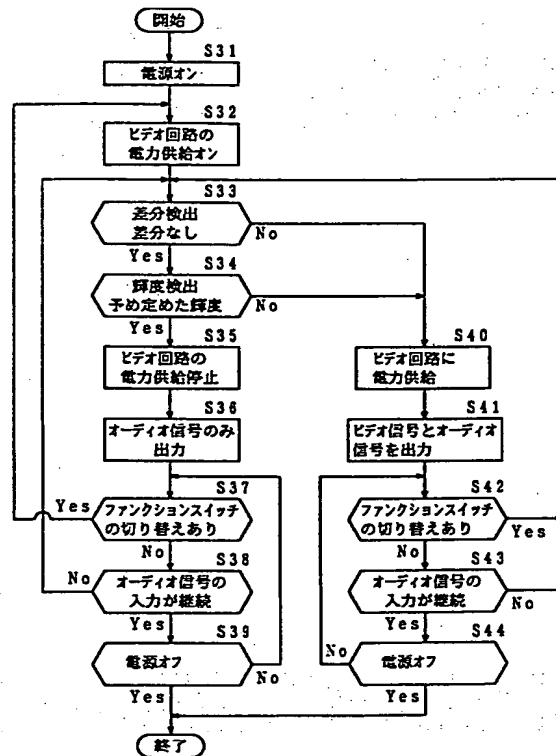 開始
S31
電源オン
S32
ビデオ回路の
電力供給オン
S33
差分検出
差分なし
No
Yes
S34
輝度検出
予め定めた輝度
No
Yes
S35
ビデオ回路の
電力供給停止
S36
オーディオ信号のみ
出力
S37
Yes
ファンクションスイッチ
の切り替えあり
No
S38
No
オーディオ信号の
入力が継続
Yes
S39
電源オフ
No
Yes
S40
ビデオ回路に
電力供給
S41
ビデオ信号とオーディオ
信号を出力
S42
ファンクションスイッチ
の切り替えあり
Yes
No
S43
オーディオ信号の
入力が継続
No
Yes
S44
No
電源オフ
Yes
終了